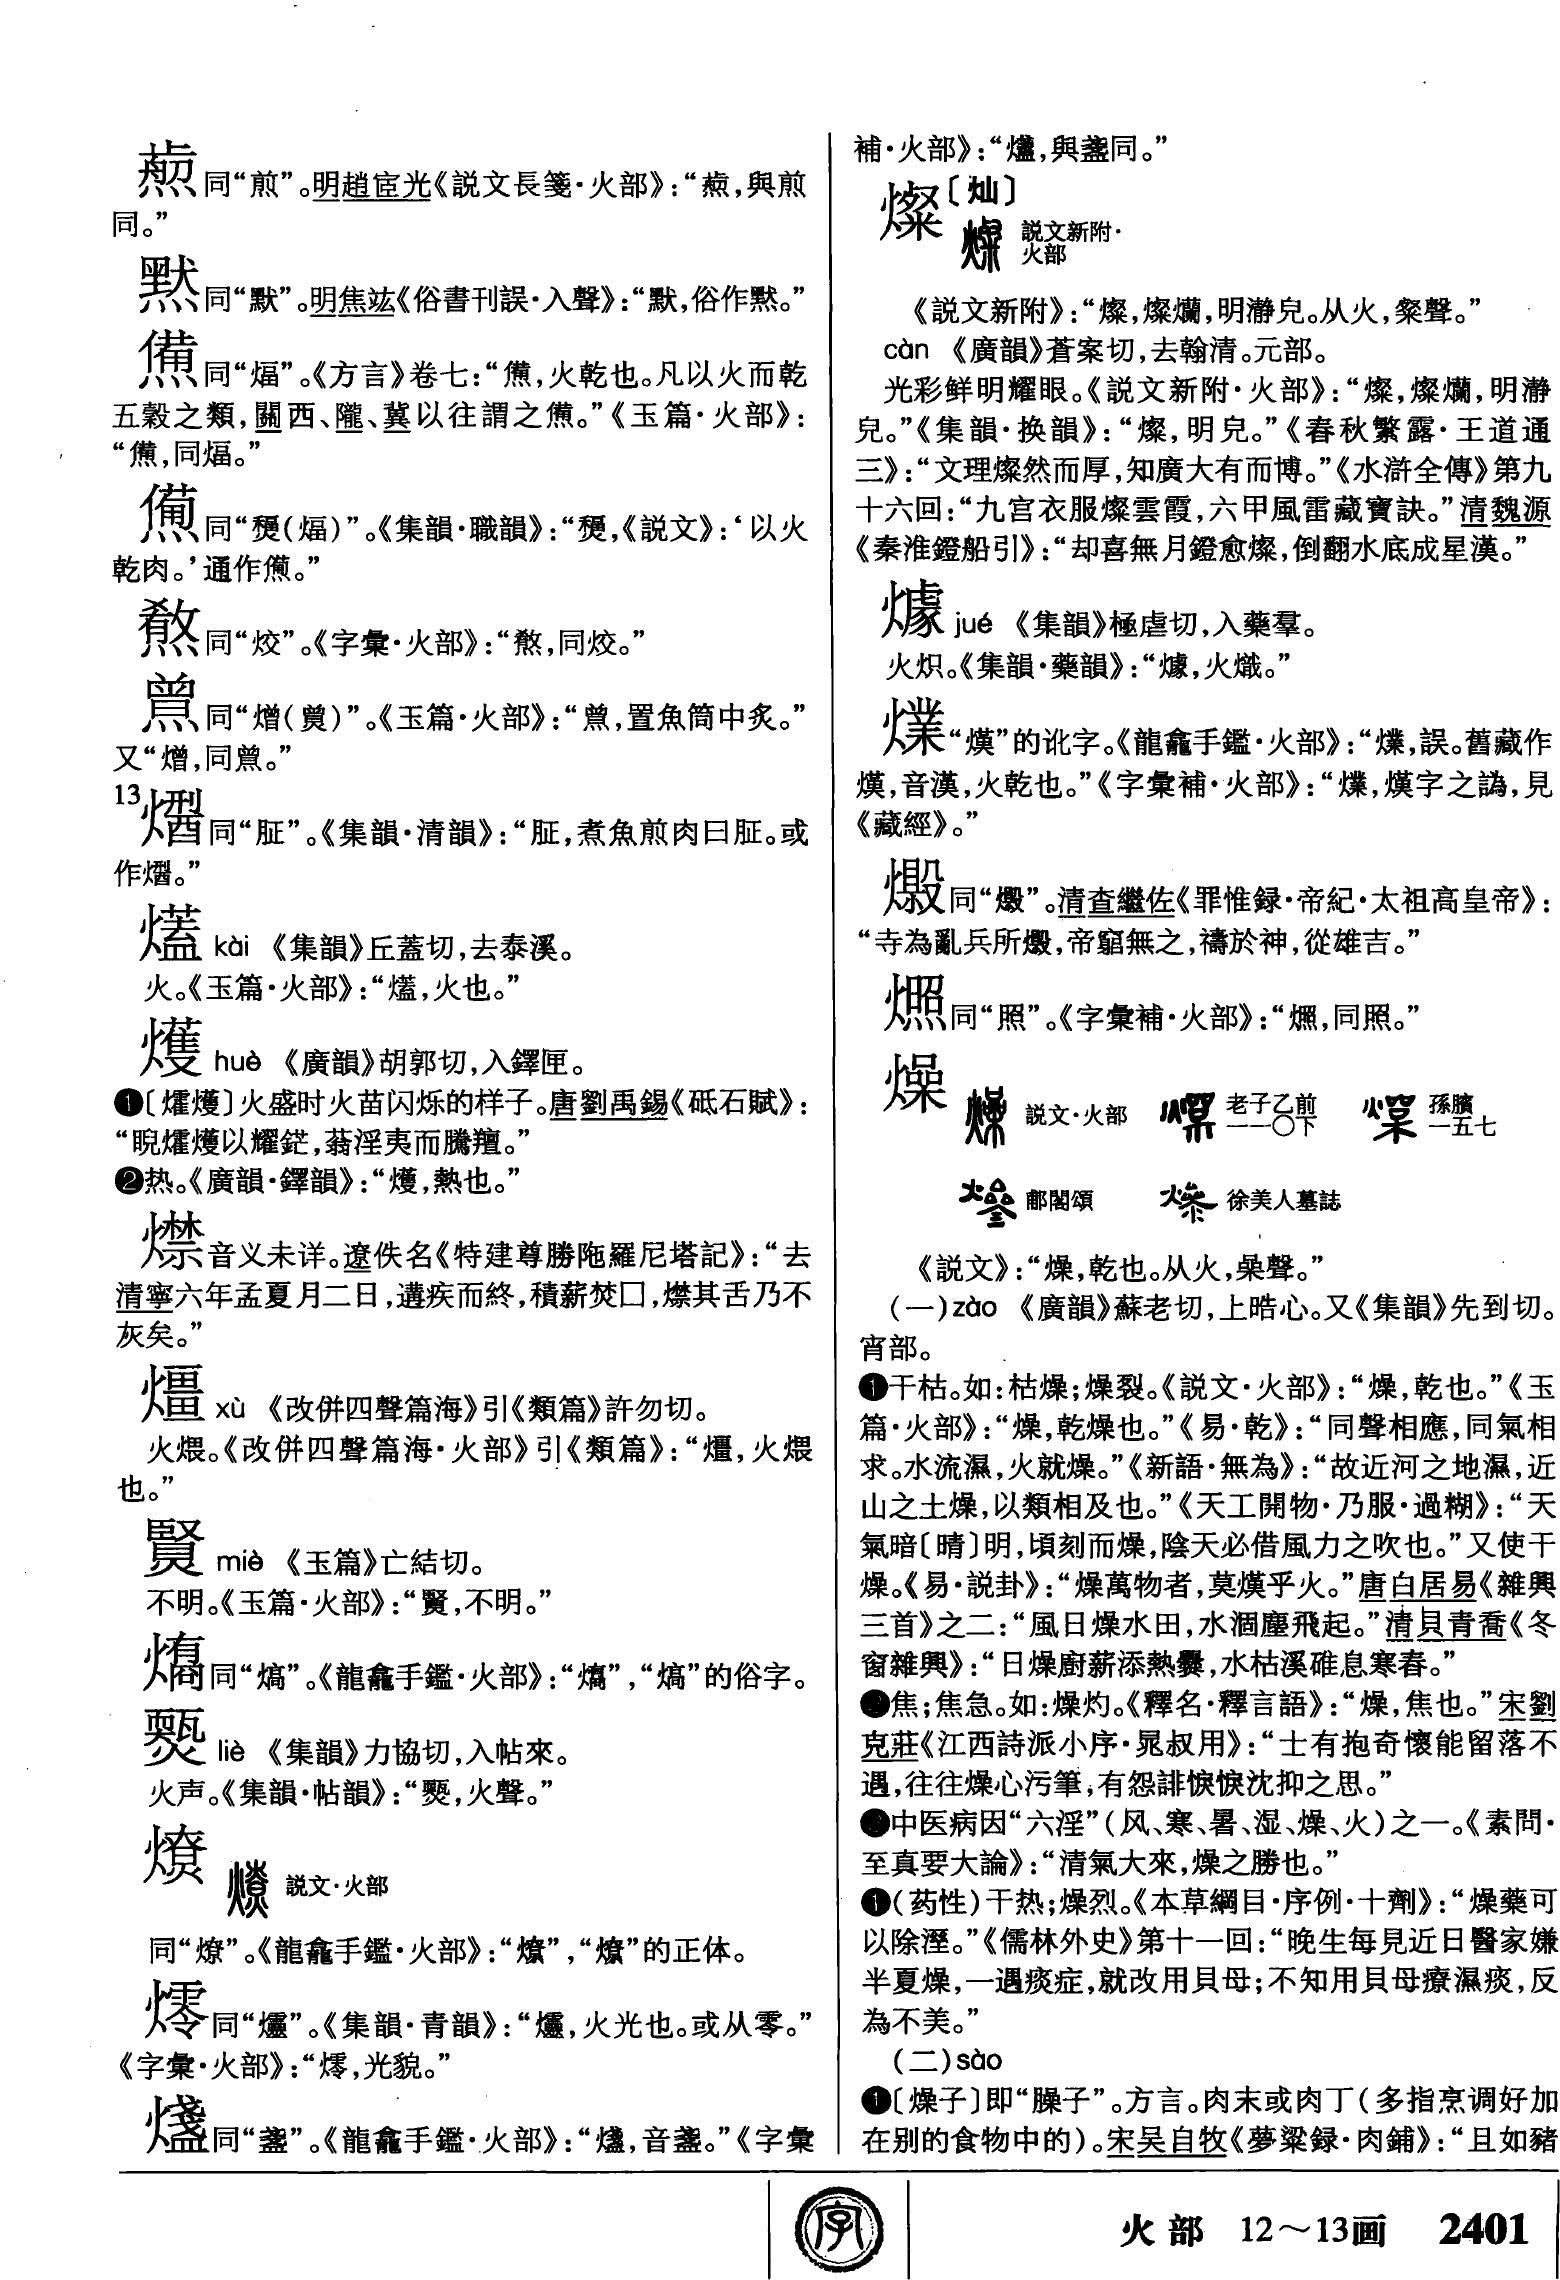 同“煎”。明趙宧光《説文長箋·火部》：“，與煎
同。”
同“默”。明焦竑《俗書刊誤·入聲》：“默，俗作。”
㷶同“煏”。《方言》卷七：“㷶，火乾也。凡以火而乾
五穀之類，關西、隴、冀以往謂之㷶。”《玉篇·火部》：
“㷶，同煏。”
同“㷶(煏)”。《集韻·職韻》：“，《説文》：‘以火
乾肉。’通作。”
同“烄”。《字彙·火部》：“，同烄。”
同“熷()”。《玉篇·火部》：“，置魚筒中炙。”
又“熷，同。”
13
同“䏑”。《集韻·清韻》：“，煮魚煎肉曰。或
作。”
kài 《集韻》丘蓋切，去泰溪。
火。《玉篇·火部》：“，火也。”
㸌 huè 《廣韻》胡郭切，入鐸匣。
❶〔㸌〕火盛时火苗闪烁的样子。唐劉禹錫《砥石賦》：
“睨以耀鋩，蓊淫夷而騰羶。”
❷热。《廣韻·鐸韻》：“，熱也。”
音义未详。遼佚名《特建尊勝陁羅尼塔記》：“去
清寧六年孟夏月二日，遘疾而終，積薪焚囗，其舌乃不
灰矣。”
xù 《改併四聲篇海》引《類篇》許勿切。
火煨。《改併四聲篇海·火部》引《類篇》：“，火煨
也。”
miè 《玉篇》亡結切。
不明。《玉篇·火部》：“，不明。”
同“熇”。《龍龕手鑑·火部》：“”，“熇”的俗字。
liè 《集韻》力協切，入帖來。
火声。《集韻·帖韻》：“，火聲。”
説文·火部
同“燎”。《龍龕手鑑·火部》：“”，“”的正体。
同“爧”。《集韻·青韻》：“爧，火光也。或从零。”
《字彙·火部》：“，光貌。”
同“盞”。《龍龕手鑑·火部》：“，音盞。”《字彙
補·火部》：“，與盞同。”
燦〔灿〕
燦 説文新附·
火部
《説文新附》：“燦，燦爛，明瀞皃。从火，粲聲。”
càn 《廣韻》蒼案切，去翰清。元部。
光彩鲜明耀眼。《説文新附·火部》：“燦，燦爛，明瀞
皃。”《集韻·换韻》：“燦，明皃。”《春秋繁露·王道通
三》：“文理燦然而厚，知廣大有而博。”《水滸全傳》第九
十六回：“九宫衣服燦雲霞，六甲風雷藏寶訣。”清魏源
《秦淮鐙船引》：“却喜無月鐙愈燦，倒翻水底成星漢。”
jué 《集韻》極虐切，入藥羣。
火炽。《集韻·藥韻》：“，火熾。”
“熯”的讹字。《龍龕手鑑·火部》：“，誤。舊藏作
熯，音漢，火乾也。”《字彙補·火部》：“，熯字之譌，見
《藏經》。”
燬同“燬”。清查繼佐《罪惟録·帝紀·太祖高皇帝》：
“寺為亂兵所燬，帝窮無之，禱於神，從雄吉。”
同“照”。《字彙補·火部》：“，同照。”
燥 燥 説文·火部 老子乙前 一一〇下 孫臏 一五七
郙閣頌 徐美人墓誌
《説文》：“燥，乾也。从火，喿聲。”
(一)zào 《廣韻》蘇老切，上晧心。又《集韻》先到切。
宵部。
❶干枯。如：枯燥；燥裂。《説文·火部》：“燥，乾也。”《玉
篇·火部》：“燥，乾燥也。”《易·乾》：“同聲相應，同氣相
求。水流濕，火就燥。”《新語·無為》：“故近河之地濕，近
山之土燥，以類相及也。”《天工開物·乃服·過糊》：“天
氣暗〔晴〕明，頃刻而燥，陰天必借風力之吹也。”又使干
燥。《易·説卦》：“燥萬物者，莫熯乎火。”唐白居易《雜興
三首》之二：“風日燥水田，水涸塵飛起。”清貝青喬《冬
窗雜興》：“日燥廚薪添熱爨，水枯溪碓息寒舂。”
❷焦；焦急。如：燥灼。《釋名·釋言語》：“燥，焦也。”宋劉
克莊《江西詩派小序·晁叔用》：“士有抱奇懷能留落不
遇，往往燥心污筆，有怨誹悷悷沈抑之思。”
❸中医病因“六淫”(风、寒、暑、湿、燥、火)之一。《素問·
至真要大論》：“清氣大來，燥之勝也。”
❹(药性)干热；燥烈。《本草綱目·序例·十劑》：“燥藥可
以除溼。”《儒林外史》第十一回：“晚生每見近日醫家嫌
半夏燥，一遇痰症，就改用貝母；不知用貝母療濕痰，反
為不美。”
(二)sào
❶〔燥子〕即“臊子”。方言。肉末或肉丁(多指烹调好加
在别的食物中的)。宋吴自牧《夢粱録·肉鋪》：“且如豬
字
火部 12～13画 2401